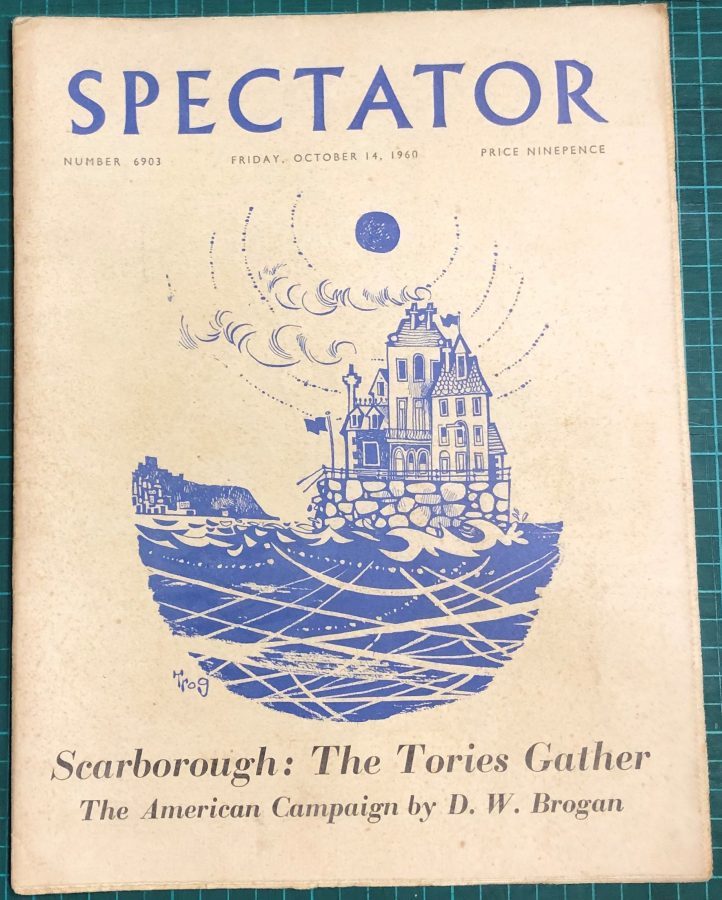 SPECTATOR
NUMBER 6903 FRIDAY, OCTOBER 14, 1960 PRICE NINEPENCE
Trog
Scarborough: The Tories Gather
The American Campaign by D. W. Brogan